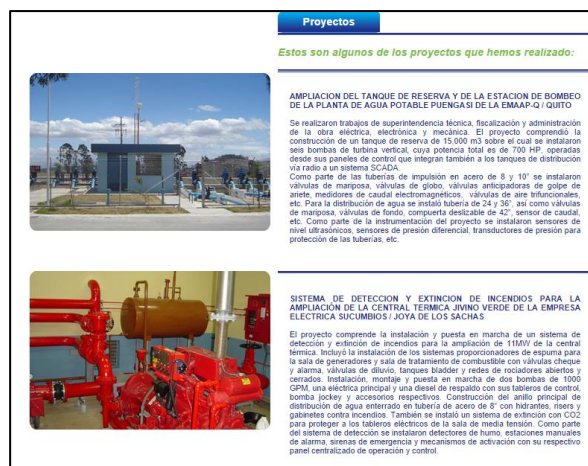 Proyectos
Estos son algunos de los proyectos que hemos realizado:
AMPLIACION DEL TANQUE DE RESERVA Y DE LA ESTACION DE BOMBEO
DE LA PLANTA DE AGUA POTABLE PUENGASI DE LA EMAAP-Q / QUITO
Se realizaron trabajos de superintendencia técnica, fiscalización y administración
de la obra eléctrica, electrónica y mecánica. El proyecto comprendió la
construcción de un tanque de reserva de 15,000 m3 sobre el cual se instalaron
seis bombas de turbina vertical, cuya potencia total es de 700 HP, operadas
desde sus paneles de control que integran también a los tanques de distribución
vía radio a un sistema SCADA.
Como parte de las tuberías de impulsión en acero de 8 y 10" se instalaron
válvulas de mariposa, válvulas de globo, válvulas anticipadoras de golpe de
ariete, medidores de caudal electromagnéticos, válvulas de aire trifuncionales,
etc. Para la distribución de agua se instaló tubería de 24 y 36", así como válvulas
de mariposa, válvulas de fondo, compuerta deslizable de 42", sensor de caudal,
etc. Como parte de la instrumentación del proyecto se instalaron sensores de
nivel ultrasónicos, sensores de presión diferencial, transductores de presión para
protección de las tuberías, etc.
SISTEMA DE DETECCION Y EXTINCION DE INCENDIOS PARA LA
AMPLIACIÓN DE LA CENTRAL TERMICA JIVINO VERDE DE LA EMPRESA
ELECTRICA SUCUMBIOS / JOYA DE LOS SACHAS
El proyecto comprende la instalación y puesta en marcha de un sistema de
detección y extinción de incendios para la ampliación de 11MW de la central
térmica. Incluyó la instalación de los sistemas proporcionadores de espuma para
la sala de generadores y sala de tratamiento de combustible con válvulas cheque
y alarma, válvulas de diluvio, tanques bladder y redes de rociadores abiertos y
cerrados. Instalación, montaje y puesta en marcha de dos bombas de 1000
GPM, una eléctrica principal y una diesel de respaldo con sus tableros de control,
bomba jockey y accesorios respectivos. Construcción del anillo principal de
distribución de agua enterrado en tubería de acero de 8" con hidrantes, risers y
gabinetes contra incendios. También se instaló un sistema de extinción con CO2
para proteger a los tableros eléctricos de la sala de media tensión. Como parte
del sistema de detección se instalaron detectores de humo, estaciones manuales
de alarma, sirenas de emergencia y mecanismos de activación con su respectivo
panel centralizado de operación y control.